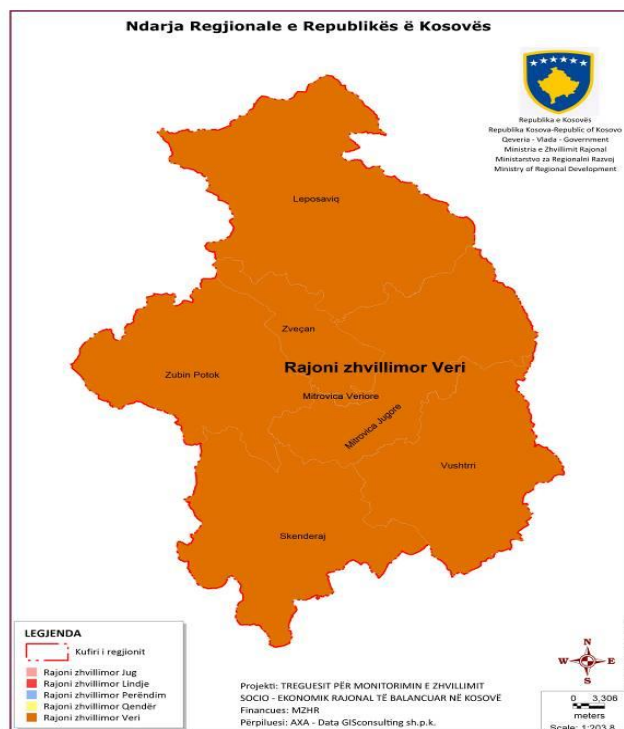 Ndarja Regjionale e Republikës ë Kosovës
Republika e Kosovës
Republika Kosova-Republic of Kosovo
Qeveria - Vlada - Government
Ministria e Zhvillimit Rajonal
Ministarstvo za Regionalni Razvoj
Ministry of Regional Development
Leposaviq
Zveçan
Rajoni zhvillimor Veri
Zubin Potok
Mitrovica Veriore
Mitrovica Jugore
Vushtrri
Skenderaj
LEGJENDA
Kufiri i regjionit
Rajoni zhvillimor Jug
Rajoni zhvillimor Lindje
Rajoni zhvillimor Perëndim
Rajoni zhvillimor Qendër
Rajoni zhvillimor Veri
Projekti: TREGUESIT PËR MONITORIMIN E ZHVILLIMIT
SOCIO - EKONOMIK RAJONAL TË BALANCUAR NË KOSOVË
Financues: MZHR
Përpiluesi: AXA - Data GISconsulting sh.p.k.
N
W E
S
0 3,306
meters
Scale: 1:203,8